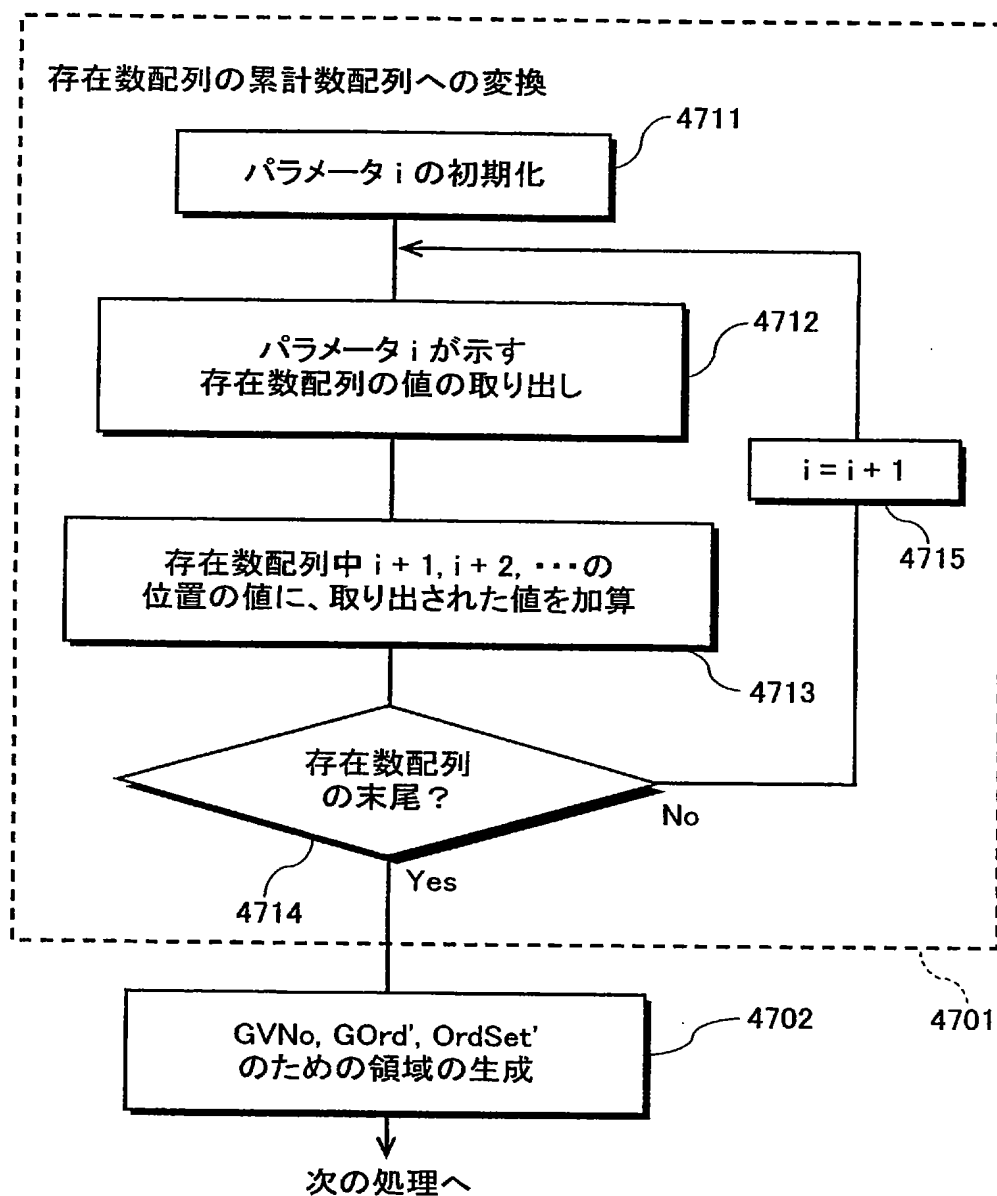 存在数配列の累計数配列への変換
4711
パラメータ i の初期化
4712
パラメータ i が示す
存在数配列の値の取り出し
i = i + 1
4715
存在数配列中 i + 1, i + 2, ・・・の
位置の値に、取り出された値を加算
4713
存在数配列
の末尾?
No
Yes
4714
4701
GVNo, GOrd', OrdSet'
のための領域の生成
4702
次の処理へ